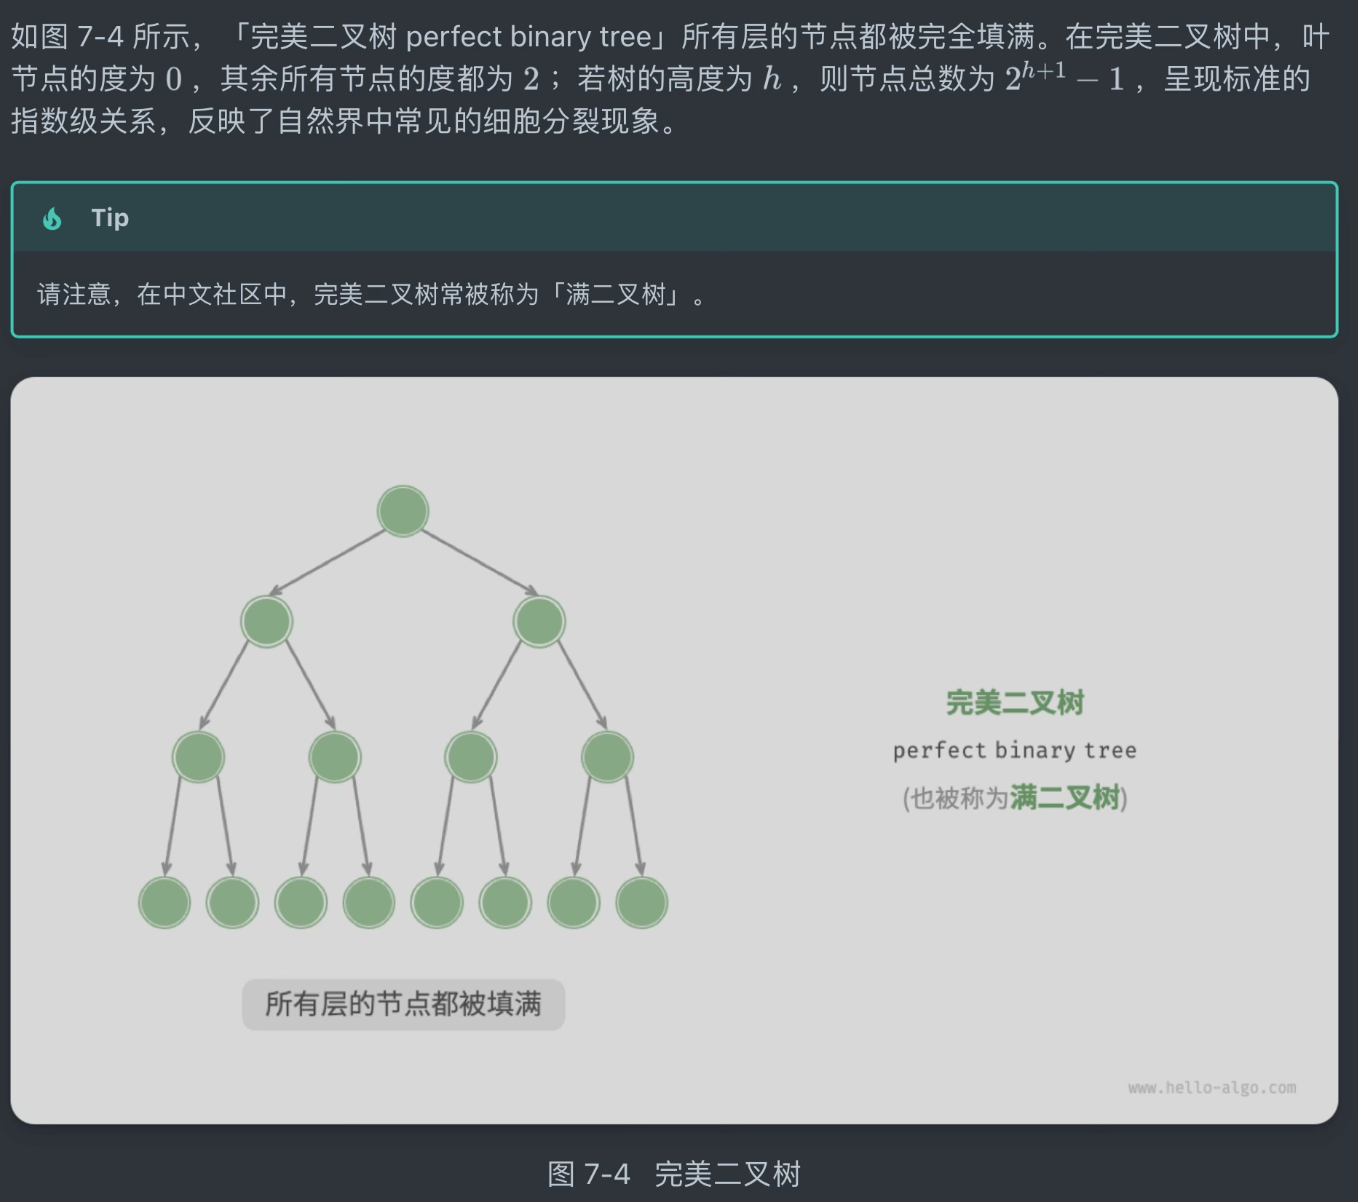 如图 7-4 所示，「完美二叉树 perfect binary tree」所有层的节点都被完全填满。在完美二叉树中，叶
节点的度为 0 ，其余所有节点的度都为 2 ；若树的高度为 h ，则节点总数为 2^{h+1} − 1 ，呈现标准的
指数级关系，反映了自然界中常见的细胞分裂现象。
Tip
请注意，在中文社区中，完美二叉树常被称为「满二叉树」。
完美二叉树
perfect binary tree
(也被称为满二叉树)
所有层的节点都被填满
www.hello-algo.com
图 7-4 完美二叉树